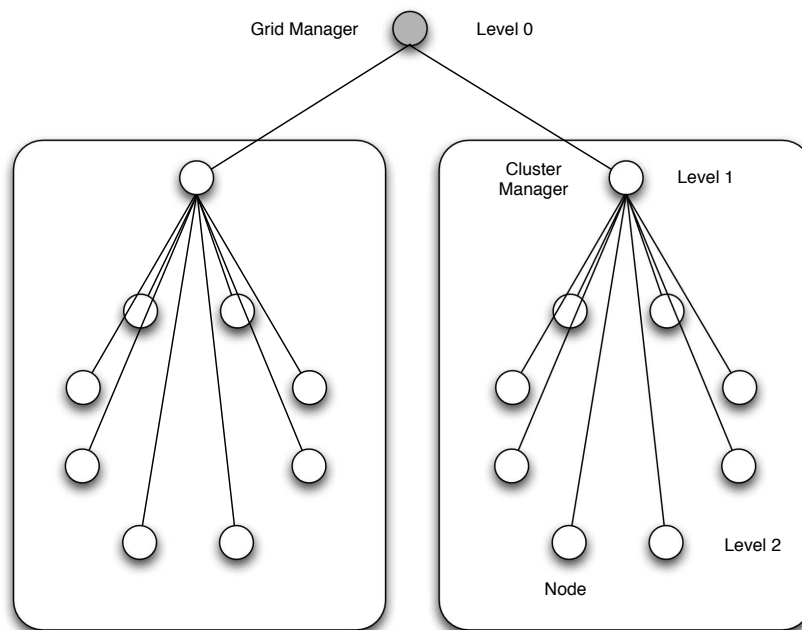 Grid Manager
Level 0
Cluster
Manager
Level 1
Level 2
Node